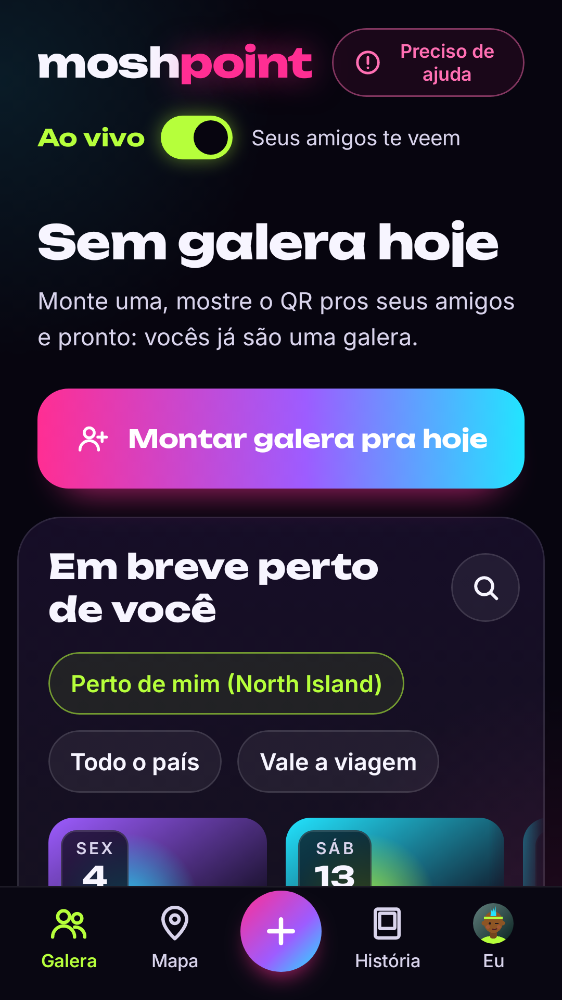 moshpoint
Preciso de
ajuda
Ao vivo
Seus amigos te veem
Sem galera hoje
Monte uma, mostre o QR pros seus amigos
e pronto: vocês já são uma galera.
Montar galera pra hoje
Em breve perto
de você
Perto de mim (North Island)
Todo o país
Vale a viagem
SEX
4
SÁB
13
Galera
Mapa
História
Eu